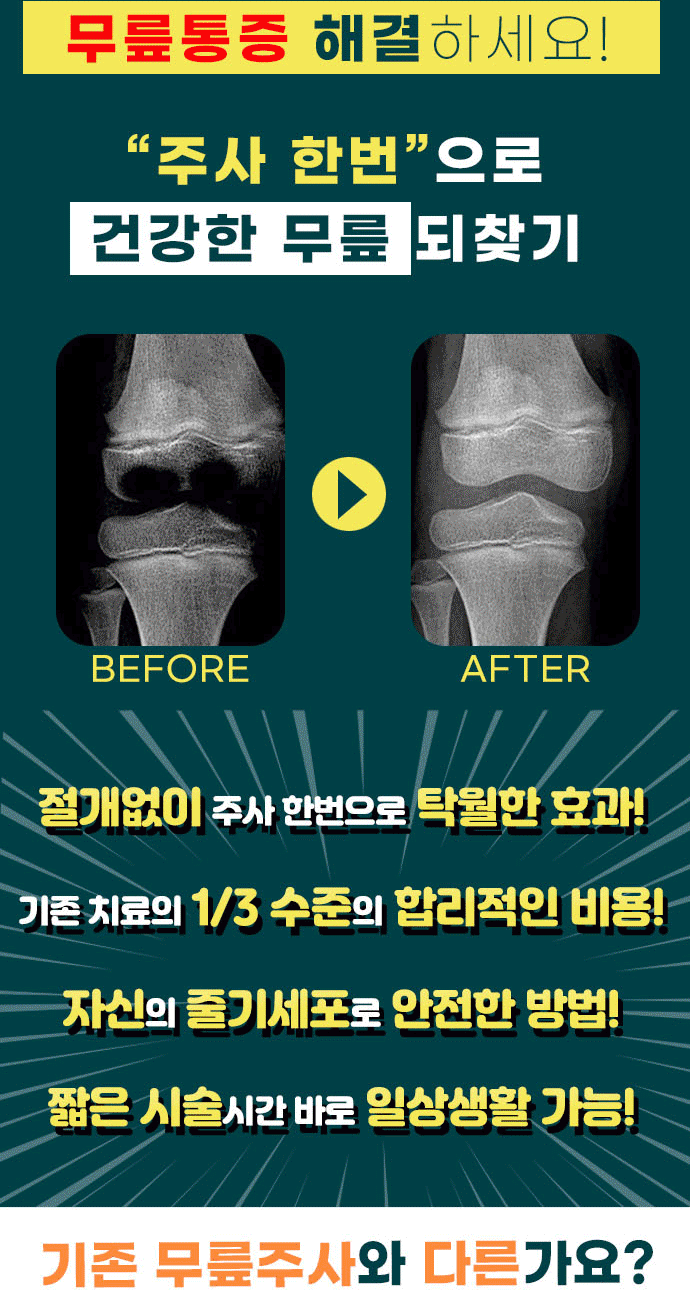 무릎통증 해결하세요!
“주사 한번”으로
건강한 무릎 되찾기
BEFORE
AFTER
절개없이 주사 한번으로 탁월한 효과!
기존 치료의 1/3 수준의 합리적인 비용!
자신의 줄기세포로 안전한 방법!
짧은 시술시간 바로 일상생활 가능!
기존 무릎주사와 다른가요?